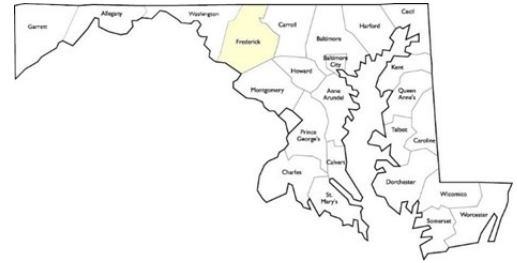 Garrett
Allegany
Washington
Frederick
Carroll
Baltimore
Harford
Cecil
Baltimore
City
Howard
Montgomery
Anne
Arundel
Kent
Queen
Anne's
Prince
George's
Talbot
Caroline
Calvert
Charles
St.
Mary's
Dorchester
Wicomico
Somerset
Worcester